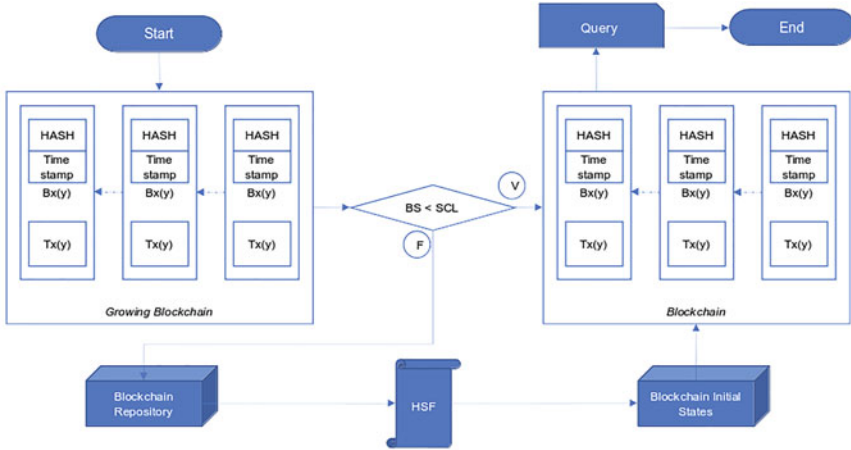 Start
Query
End
HASH
Time
stamp
Bx(y)
Tx(y)
HASH
Time
stamp
Bx(y)
Tx(y)
HASH
Time
stamp
Bx(y)
Tx(y)
Growing Blockchain
BS < SCL
V
F
HASH
Time
stamp
Bx(y)
Tx(y)
HASH
Time
stamp
Bx(y)
Tx(y)
HASH
Time
stamp
Bx(y)
Tx(y)
Blockchain
Blockchain
Repository
HSF
Blockchain Initial
States